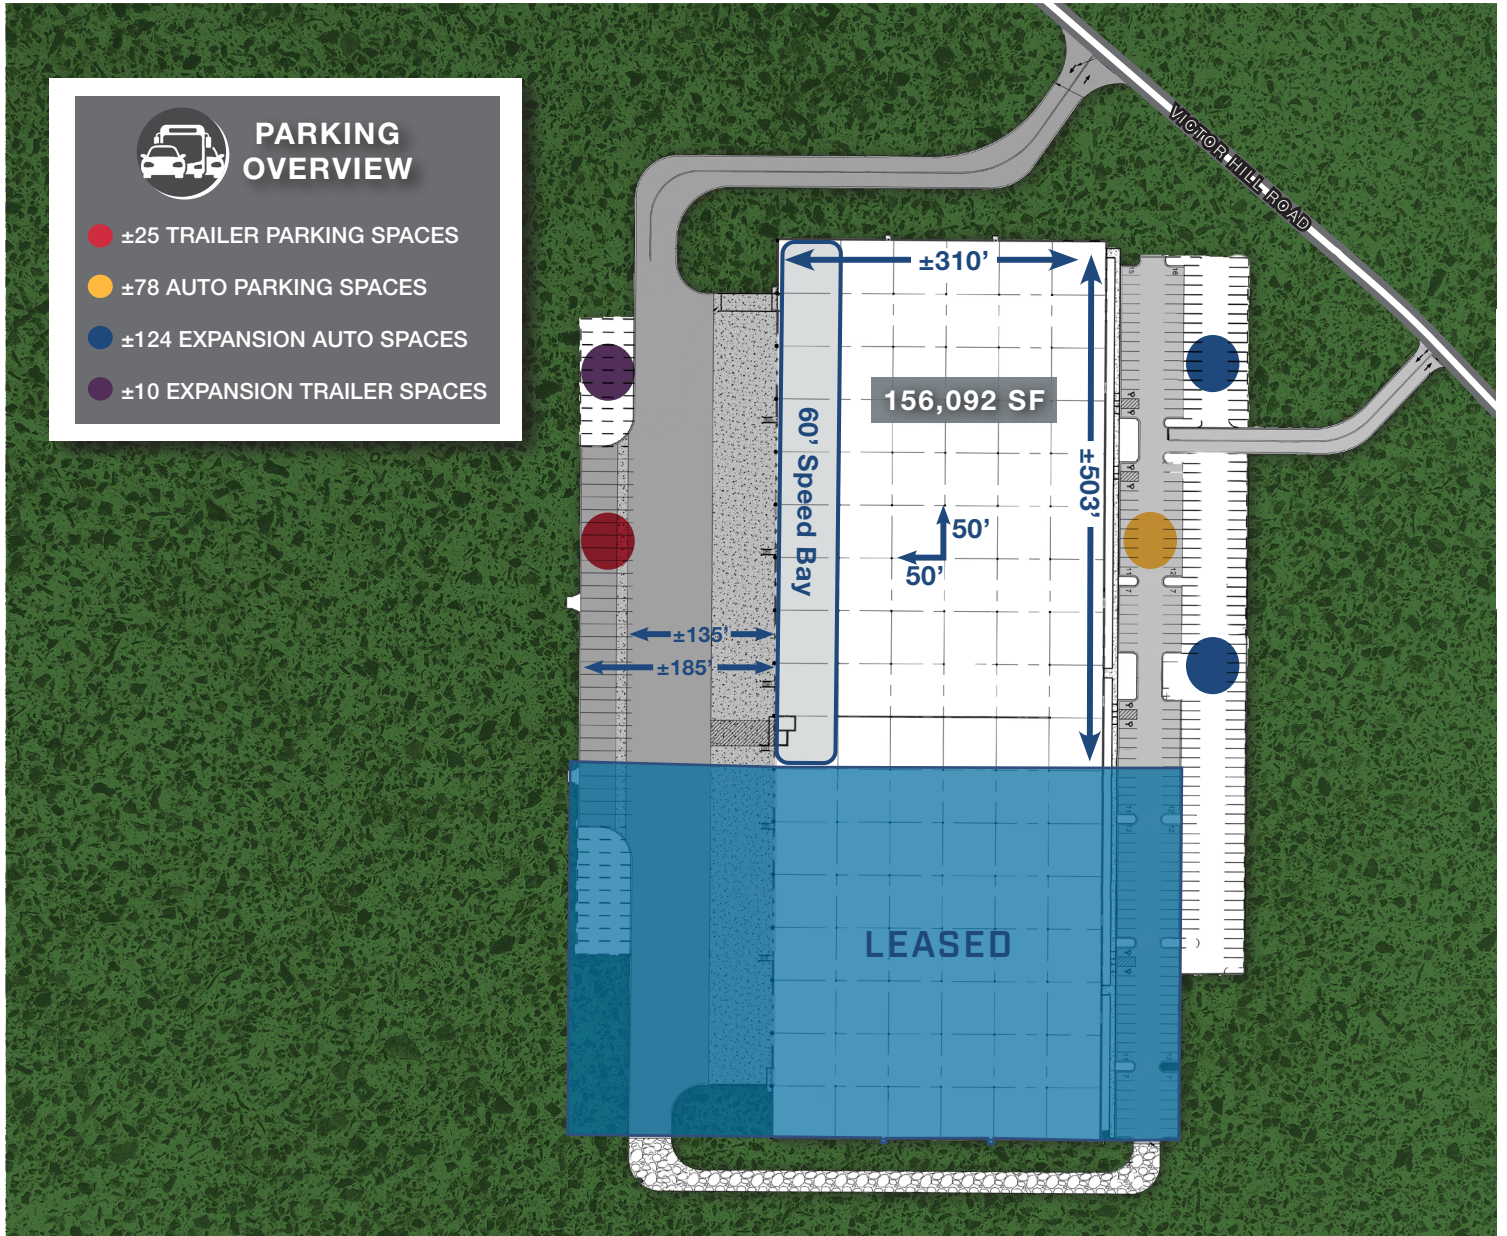 PARKING
OVERVIEW
±25 TRAILER PARKING SPACES
±78 AUTO PARKING SPACES
±124 EXPANSION AUTO SPACES
±10 EXPANSION TRAILER SPACES
VICTOR HILL ROAD
±310’
156,092 SF
60’ Speed Bay
±503’
50’
50’
±135’
±185’
LEASED